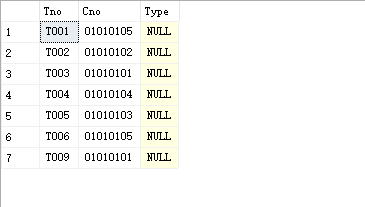 Tno Cno Type
1 T001 01010105 NULL
2 T002 01010102 NULL
3 T003 01010101 NULL
4 T004 01010104 NULL
5 T005 01010103 NULL
6 T006 01010105 NULL
7 T009 01010101 NULL